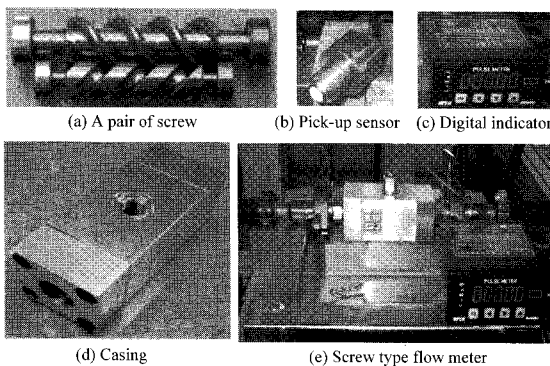 (a) A pair of screw
(b) Pick-up sensor
PULSE METER
(c) Digital indicator
(d) Casing
PULSE METER
(e) Screw type flow meter